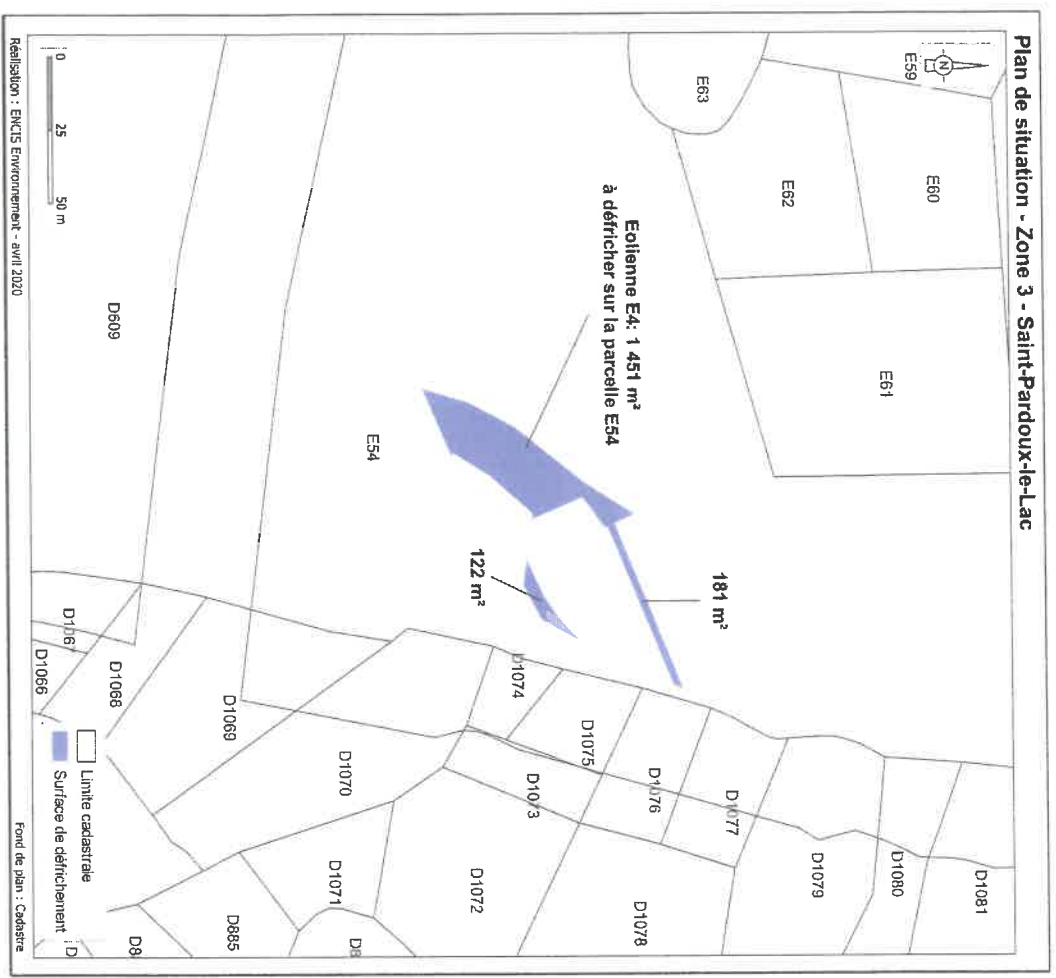 Plan de situation - Zone 3 - Saint-Pardoux-le-Lac
N
E59
E60
E61
E62
E63
Eolienne E4: 1 451 m²
à défricher sur la parcelle E54
181 m²
122 m²
E54
D609
D1081
D1080
D1079
D1078
D1077
D1076
D1075
D1074
D1073
D1072
D1071
D1070
D1069
D1068
D1067
D1066
D885
D8
D8
D
0 25 50 m
Limite cadastrale
Surface de défrichement
Réalisation : ENCIS Environnement - avril 2020
Fond de plan : Cadastre